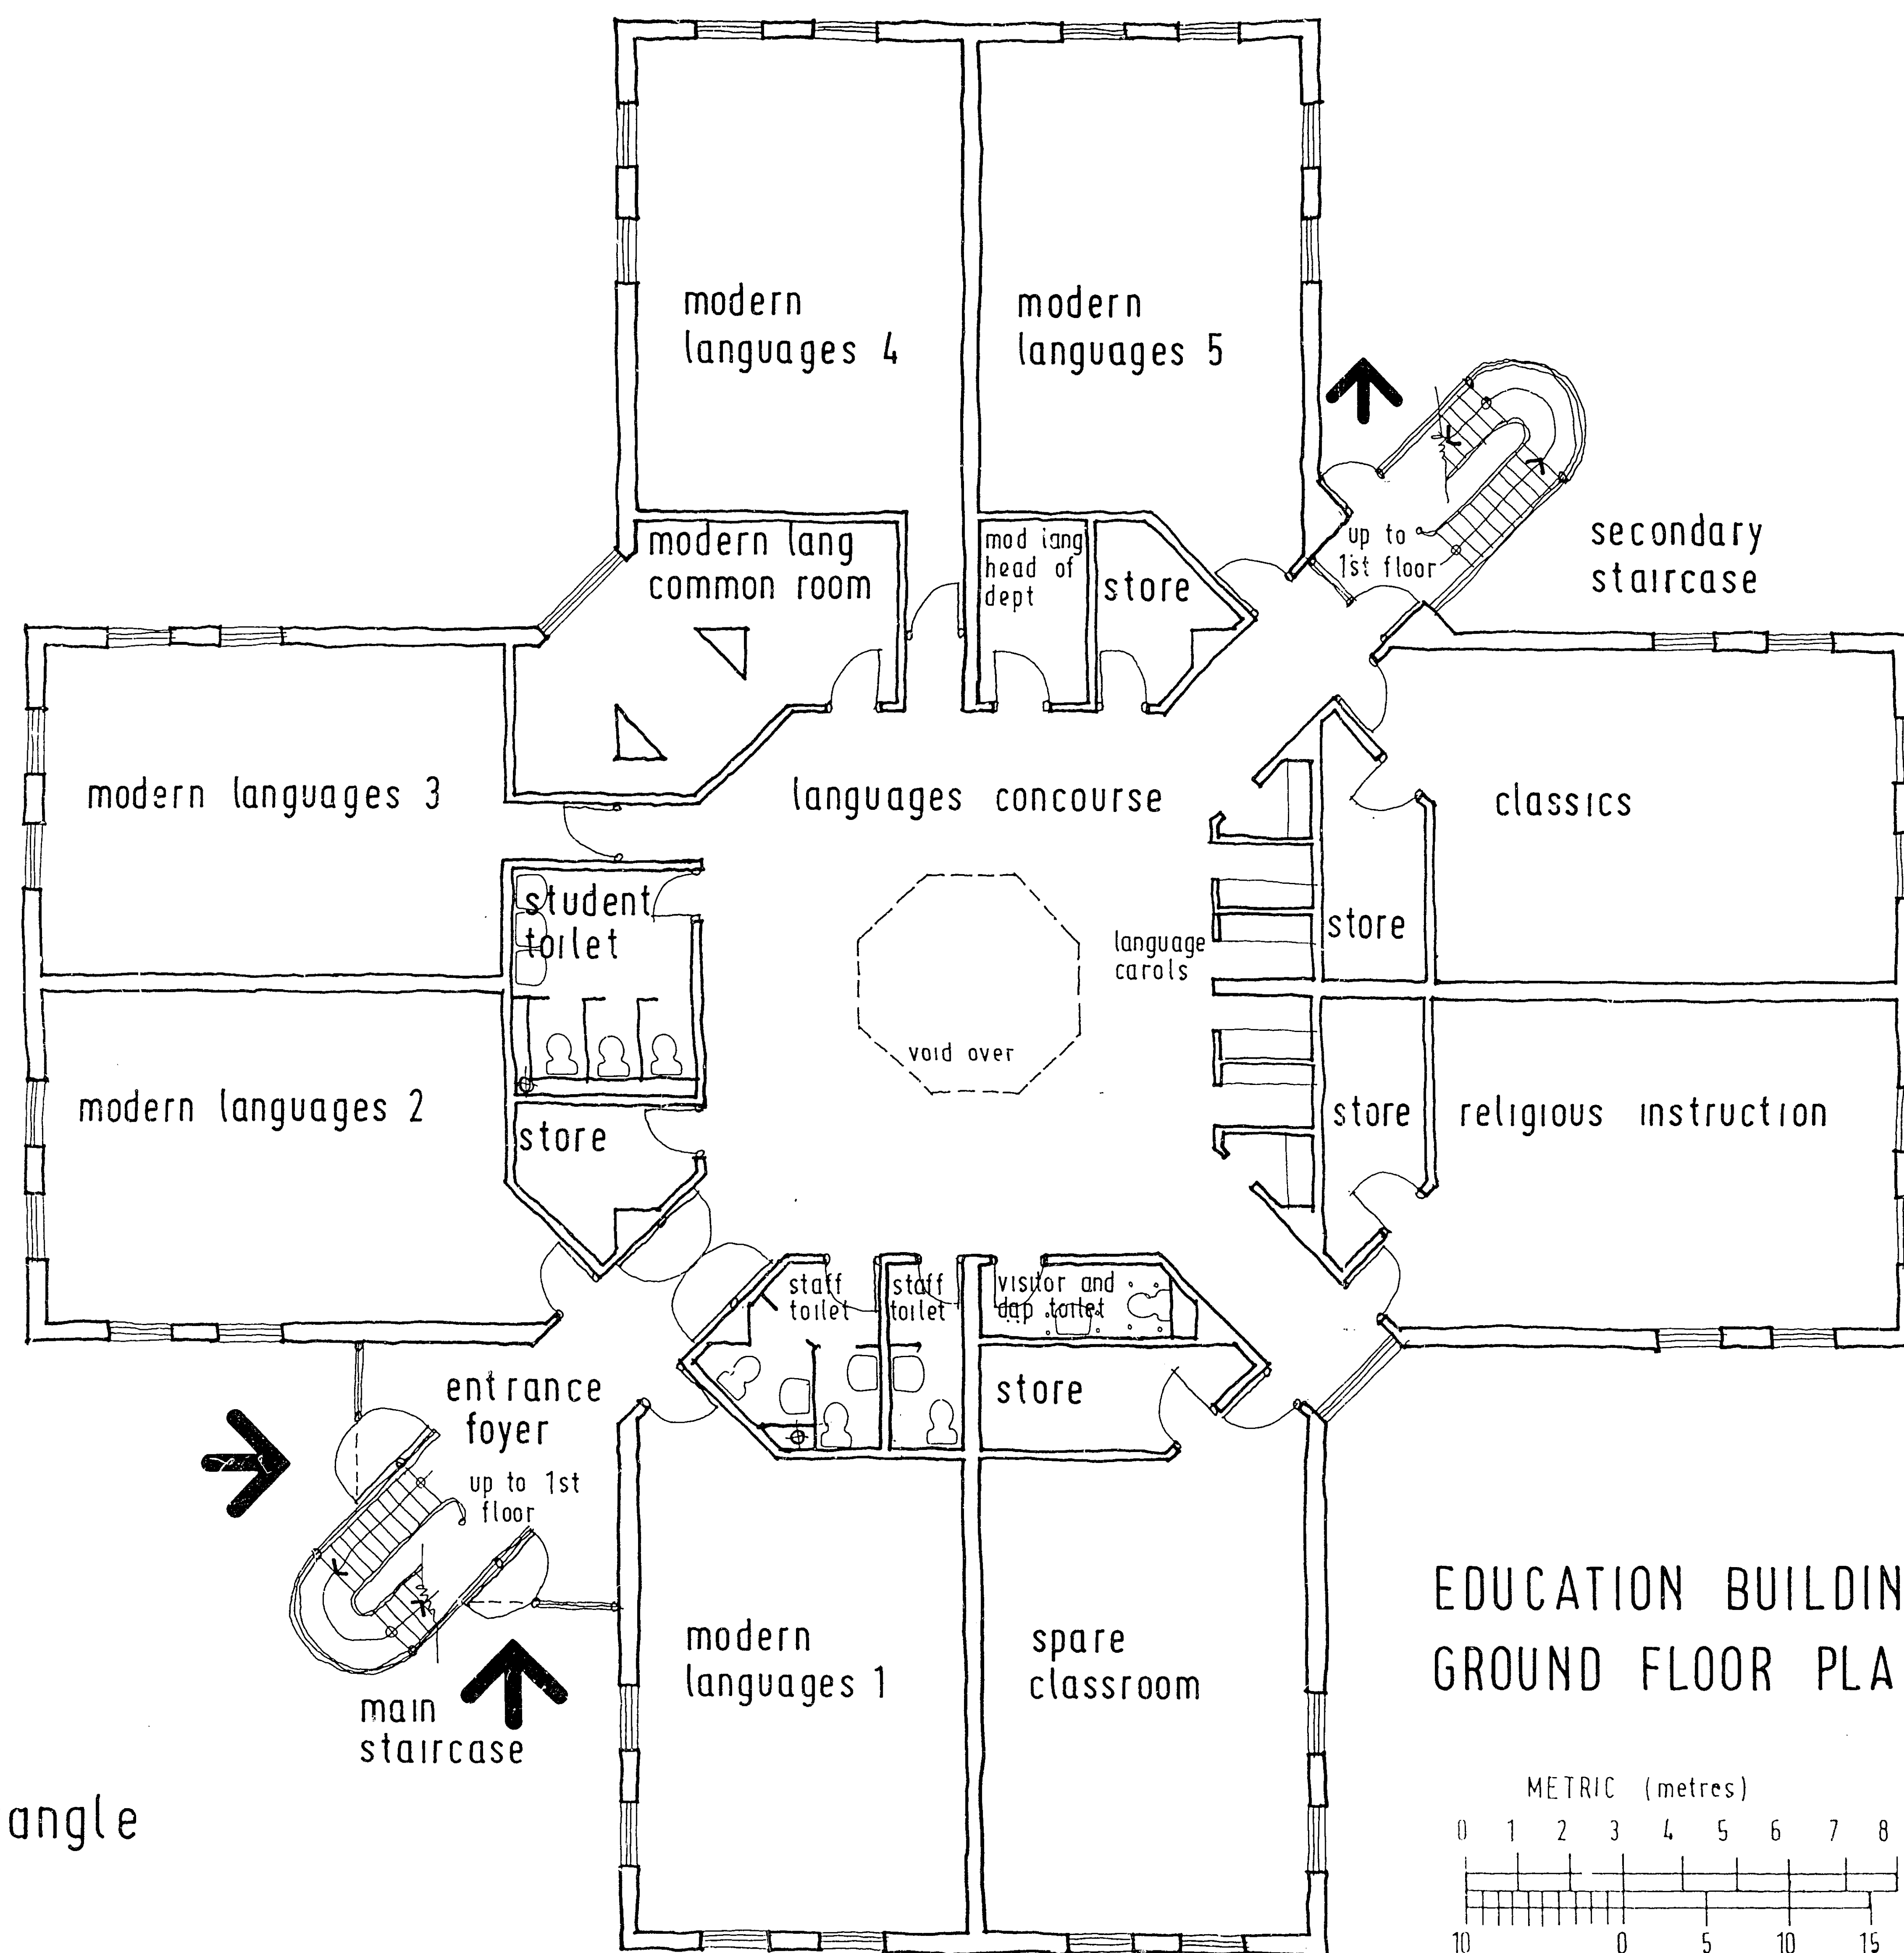 modern
languages 4
modern
languages 5
modern lang
common room
mod lang
head of
dept
store
up to
1st floor
secondary
staircase
modern languages 3
languages concourse
classics
student
toilet
language
carols
store
void over
modern languages 2
store
store
religious instruction
staff
toilet
staff
toilet
visitor and
dap toilet
store
entrance
foyer
up to 1st
floor
main
staircase
modern
languages 1
spare
classroom
EDUCATION BUILDIN
GROUND FLOOR PLA
angle
METRIC (metres)
0 1 2 3 4 5 6 7 8
10 0 5 10 15